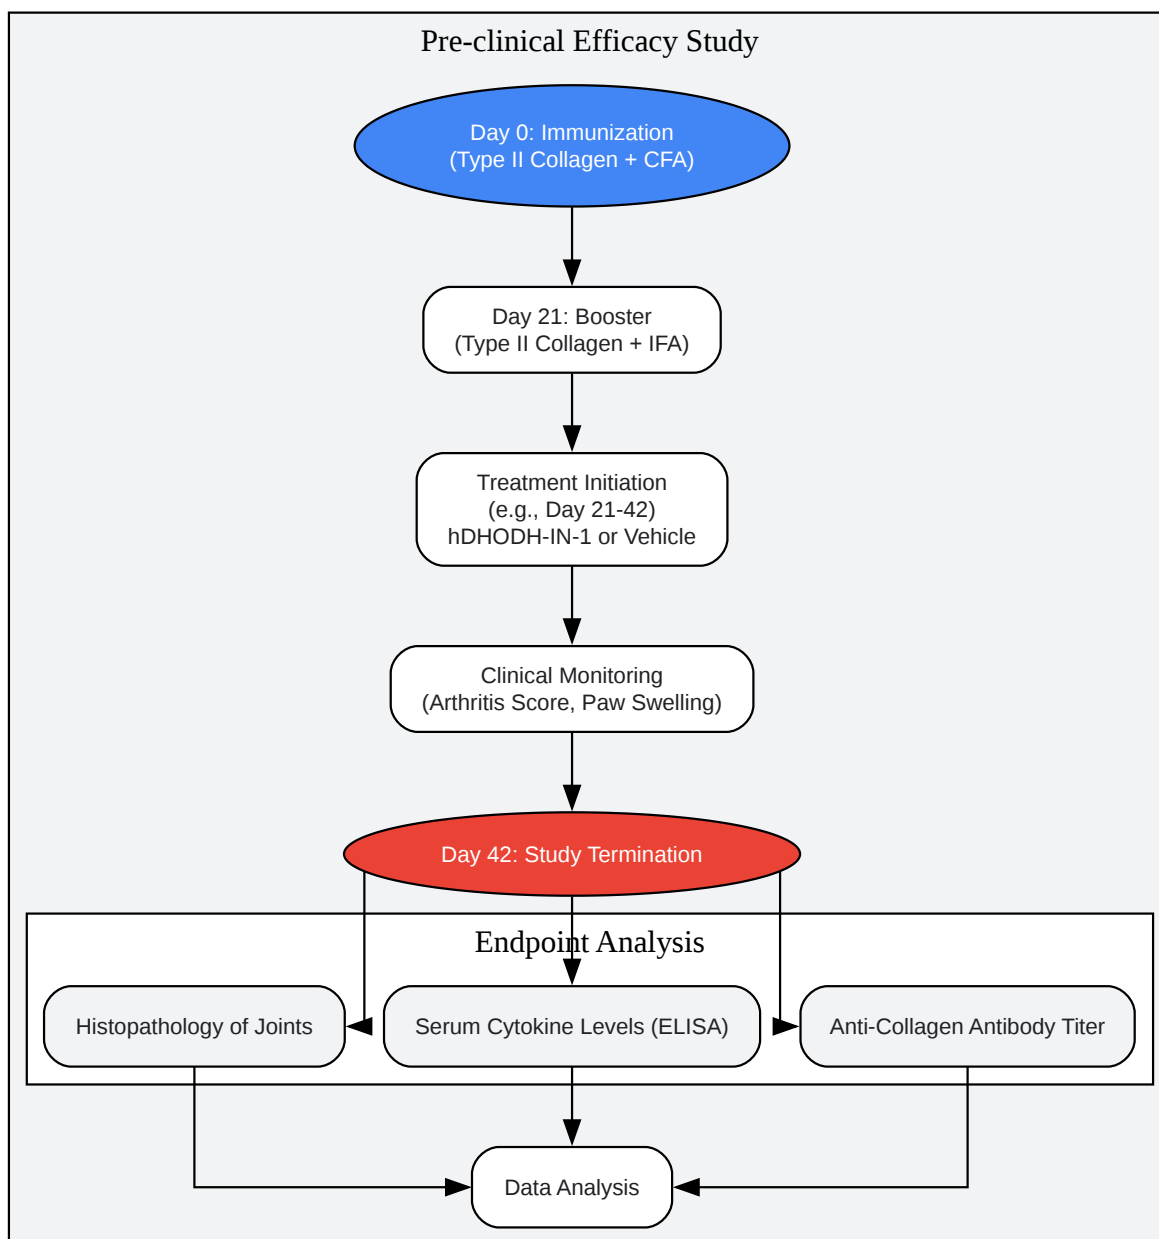 Pre-clinical Efficacy Study
Day 0: Immunization
(Type II Collagen + CFA)
Day 21: Booster
(Type II Collagen + IFA)
Treatment Initiation
(e.g., Day 21-42)
hDHODH-IN-1 or Vehicle
Clinical Monitoring
(Arthritis Score, Paw Swelling)
Day 42: Study Termination
Endpoint Analysis
Histopathology of Joints
Serum Cytokine Levels (ELISA)
Anti-Collagen Antibody Titer
Data Analysis